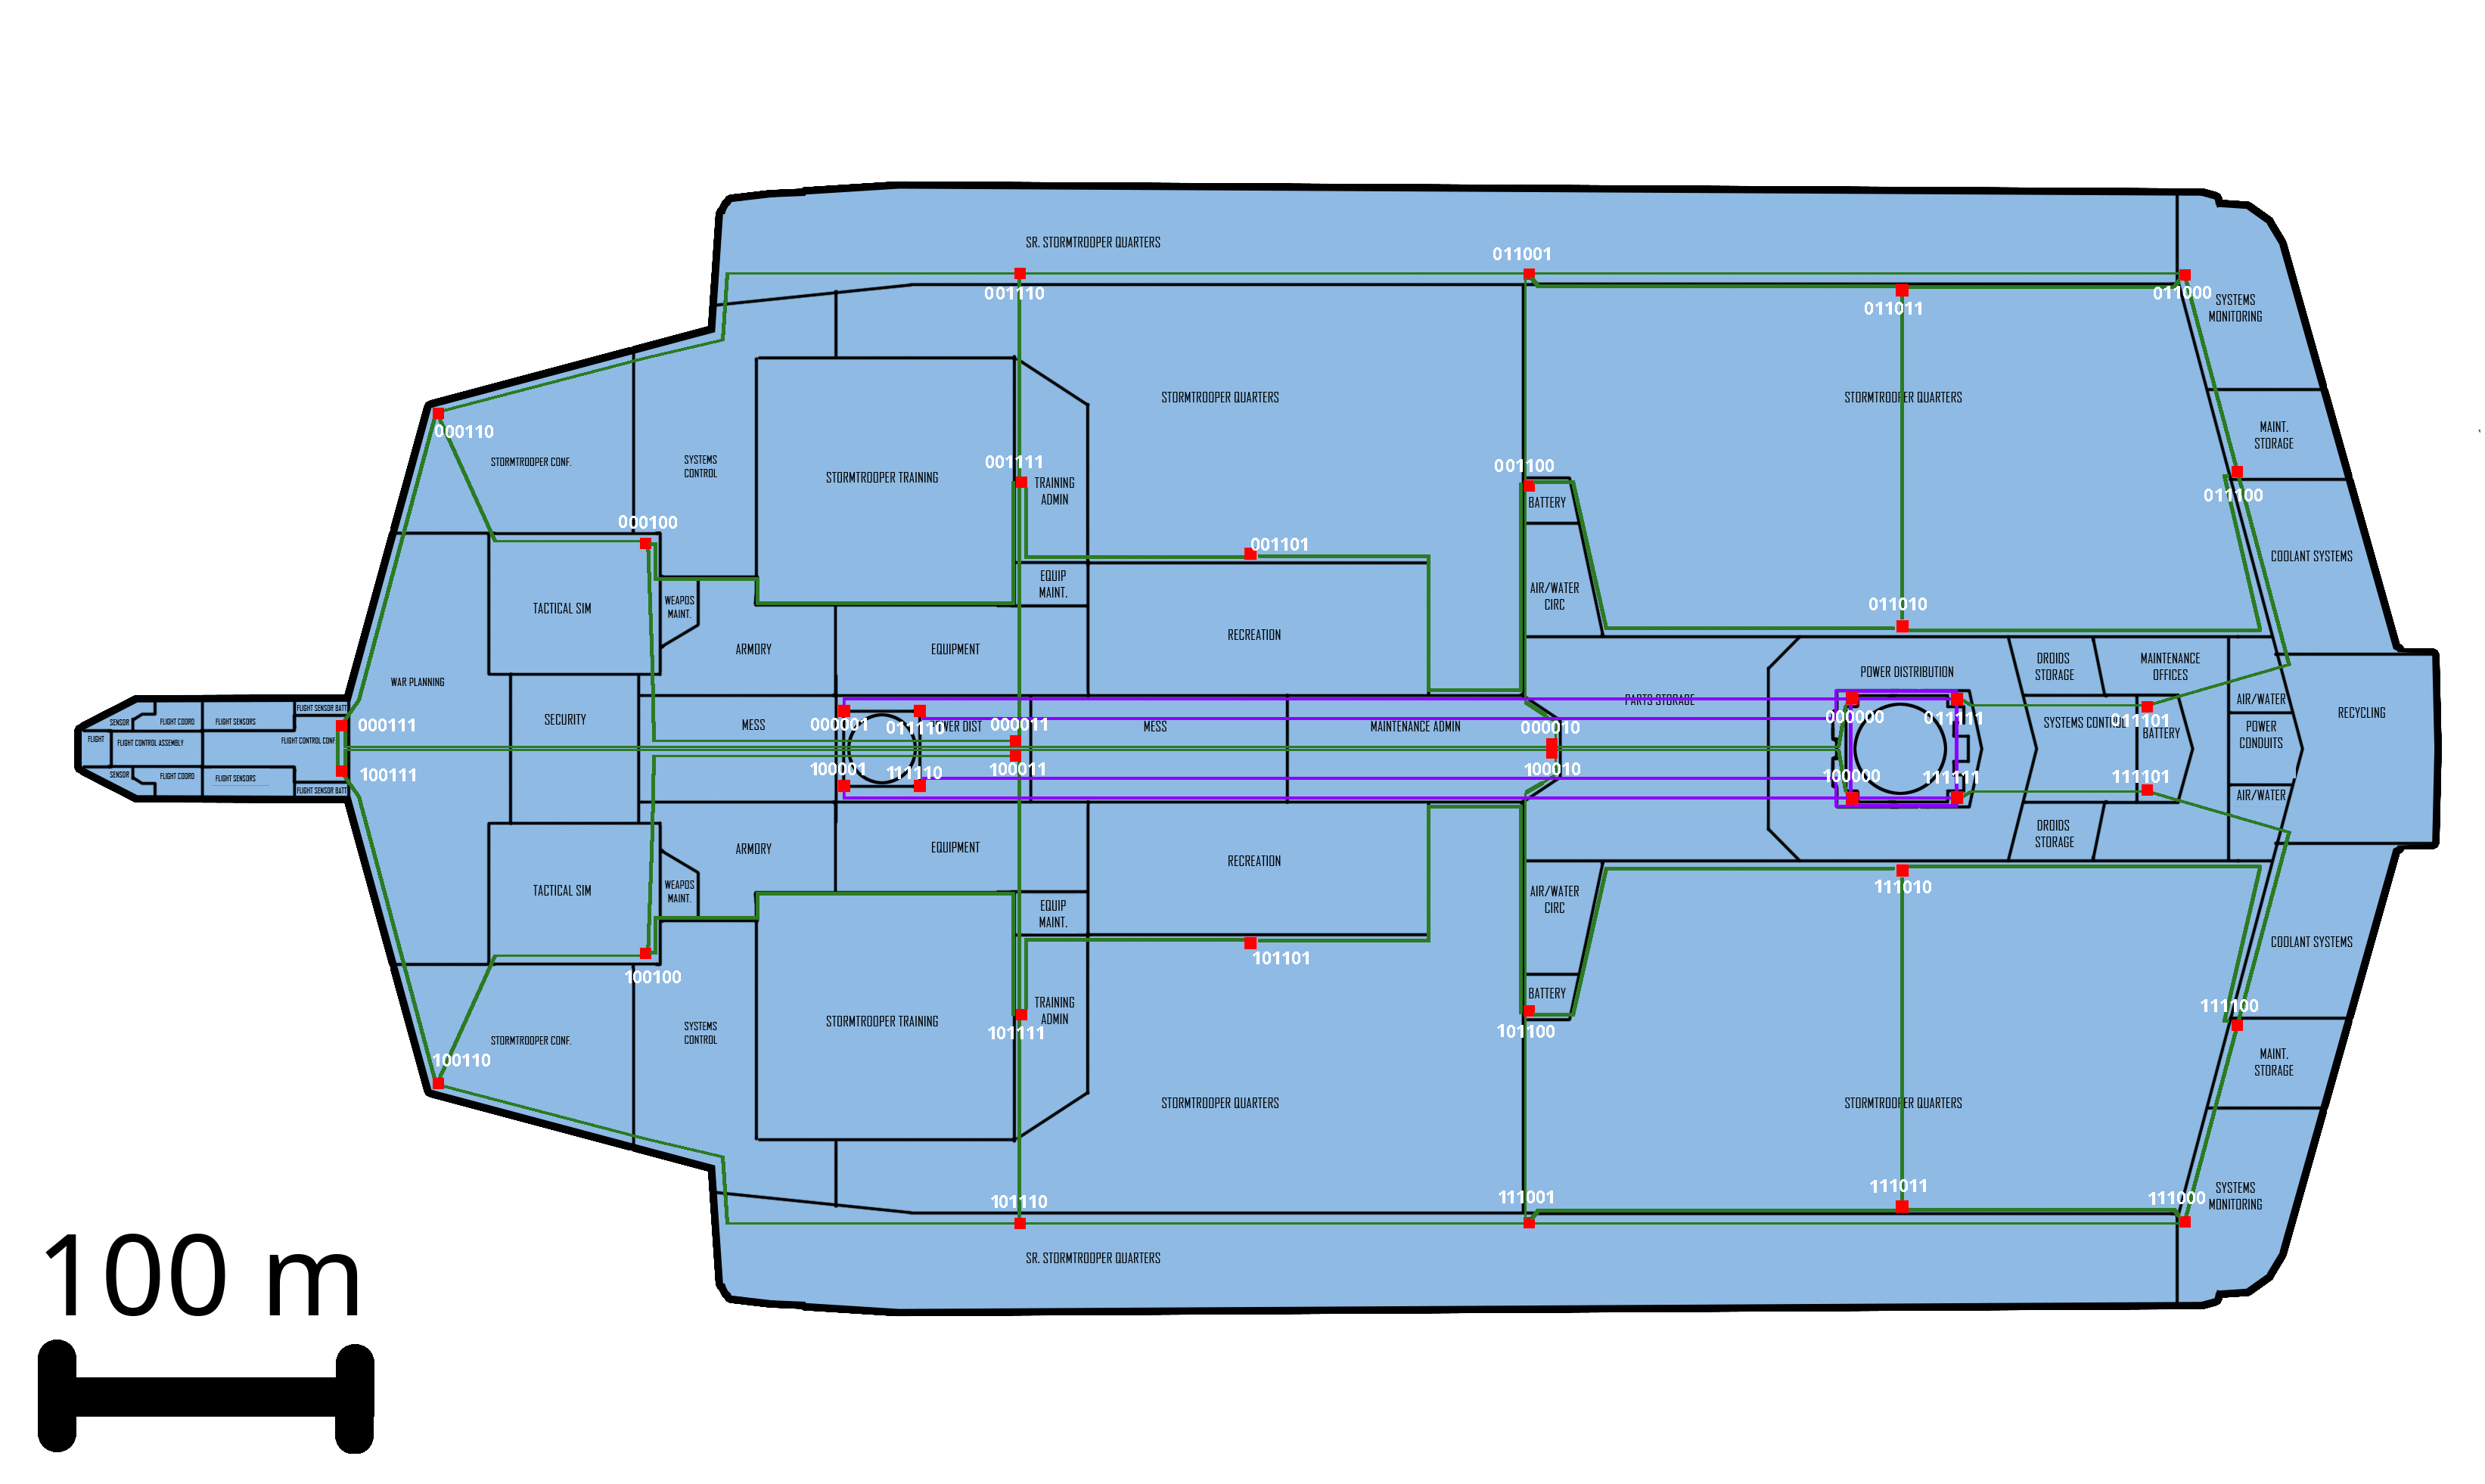 SR. STORMTROOPER QUARTERS
011001
001110
011011
011000
SYSTEMS
MONITORING
STORMTROOPER QUARTERS
STORMTROOPER QUARTERS
000110
MAINT.
STORAGE
STORMTROOPER CONF.
SYSTEMS
CONTROL
STORMTROOPER TRAINING
001111
TRAINING
ADMIN
001100
BATTERY
011100
000100
001101
COOLANT SYSTEMS
EQUIP
MAINT.
AIR/WATER
CIRC
TACTICAL SIM
WEAPOS
MAINT.
011010
ARMORY
EQUIPMENT
RECREATION
WAR PLANNING
POWER DISTRIBUTION
DROIDS
STORAGE
MAINTENANCE
OFFICES
PARTS STORAGE
AIR/WATER
FLIGHT SENSOR BATT
SENSOR
FLIGHT COORD
FLIGHT SENSORS
000111
SECURITY
MESS
000001
011110
POWER DIST
000011
MESS
MAINTENANCE ADMIN
000010
000000
011111
SYSTEMS CONTROL
011101
BATTERY
POWER
CONDUITS
RECYCLING
FLIGHT
FLIGHT CONTROL ASSEMBLY
FLIGHT CONTROL CONF.
SENSOR
FLIGHT COORD
FLIGHT SENSORS
FLIGHT SENSOR BATT
100111
100001
111110
100011
100010
100000
111111
111101
AIR/WATER
DROIDS
STORAGE
ARMORY
EQUIPMENT
RECREATION
TACTICAL SIM
WEAPOS
MAINT.
EQUIP
MAINT.
AIR/WATER
CIRC
111010
100100
101101
COOLANT SYSTEMS
BATTERY
TRAINING
ADMIN
101111
101100
111100
STORMTROOPER TRAINING
SYSTEMS
CONTROL
STORMTROOPER CONF.
100110
MAINT.
STORAGE
STORMTROOPER QUARTERS
STORMTROOPER QUARTERS
101110
111001
111011
111000
SYSTEMS
MONITORING
SR. STORMTROOPER QUARTERS
100 m